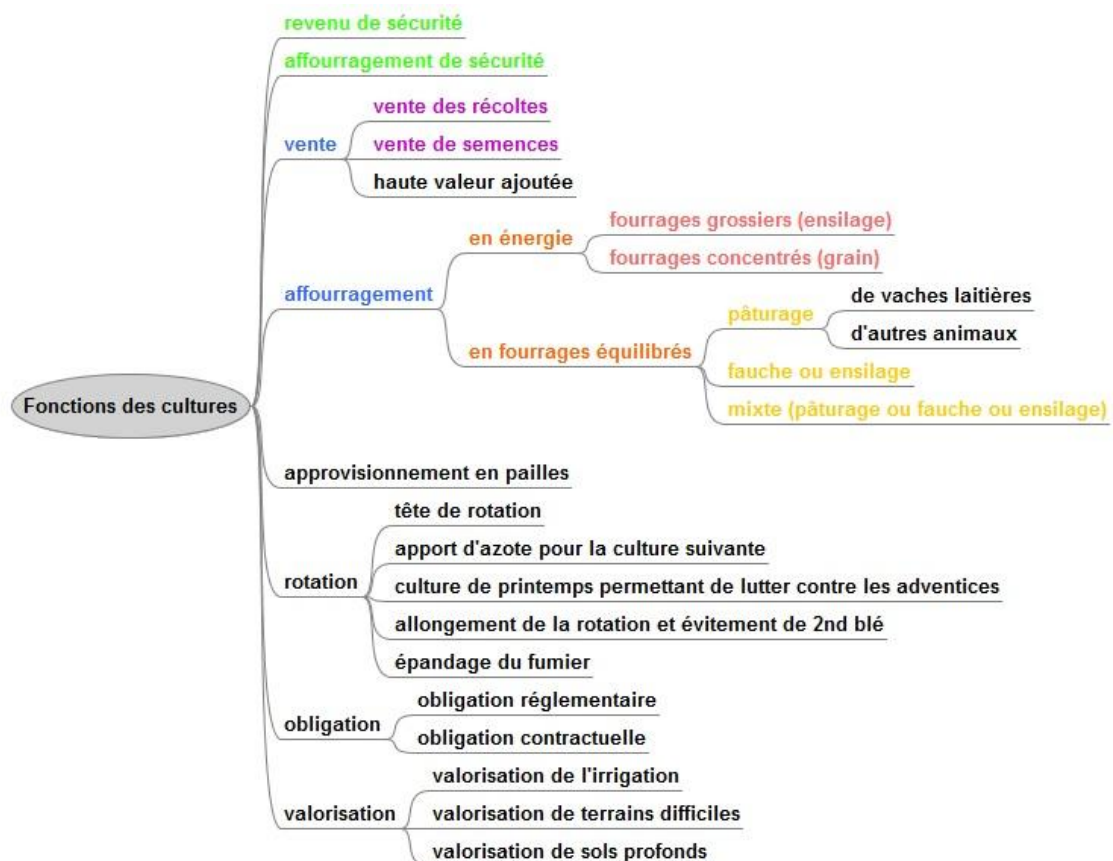 revenu de sécurité
affourragement de sécurité
vente des récoltes
vente
vente de semences
haute valeur ajoutée
fourrages grossiers (ensilage)
en énergie
fourrages concentrés (grain)
affourragement
de vaches laitières
pâturage
d'autres animaux
en fourrages équilibrés
fauche ou ensilage
mixte (pâturage ou fauche ou ensilage)
Fonctions des cultures
approvisionnement en pailles
tête de rotation
apport d'azote pour la culture suivante
rotation
culture de printemps permettant de lutter contre les adventices
allongement de la rotation et évitement de 2nd blé
épandage du fumier
obligation réglementaire
obligation
obligation contractuelle
valorisation de l'irrigation
valorisation
valorisation de terrains difficiles
valorisation de sols profonds